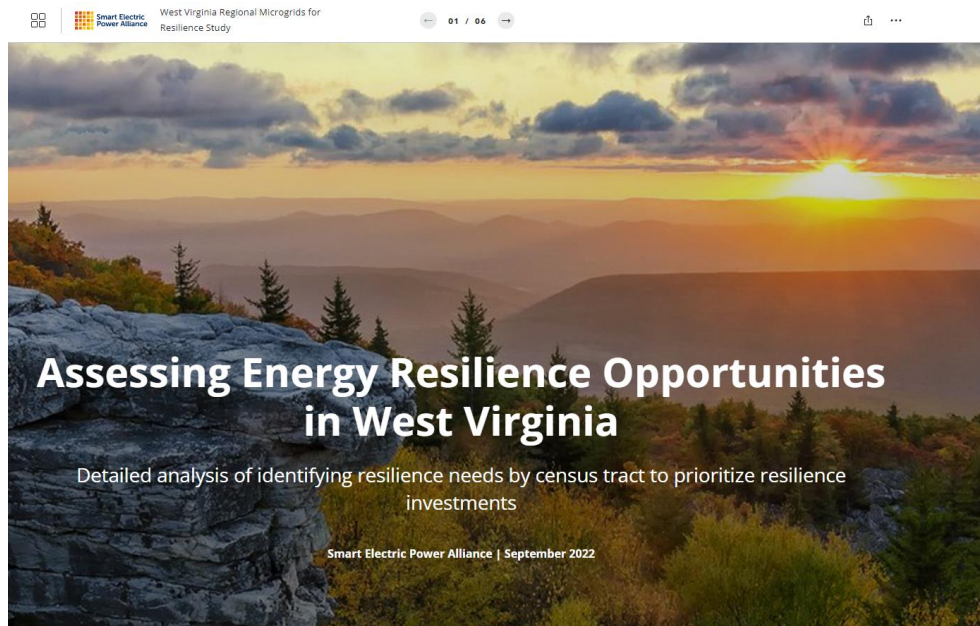 Smart Electric
Power Alliance
West Virginia Regional Microgrids for
Resilience Study
01 / 06
Assessing Energy Resilience Opportunities
in West Virginia
Detailed analysis of identifying resilience needs by census tract to prioritize resilience
investments
Smart Electric Power Alliance | September 2022